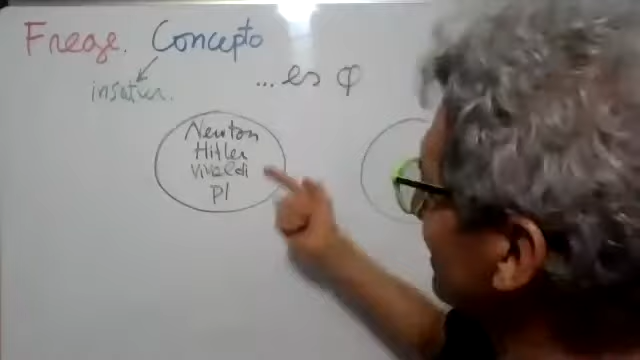 Frege. Concepto
insatur.
...es φ
Newton
Hitler
Vivaldi
pl